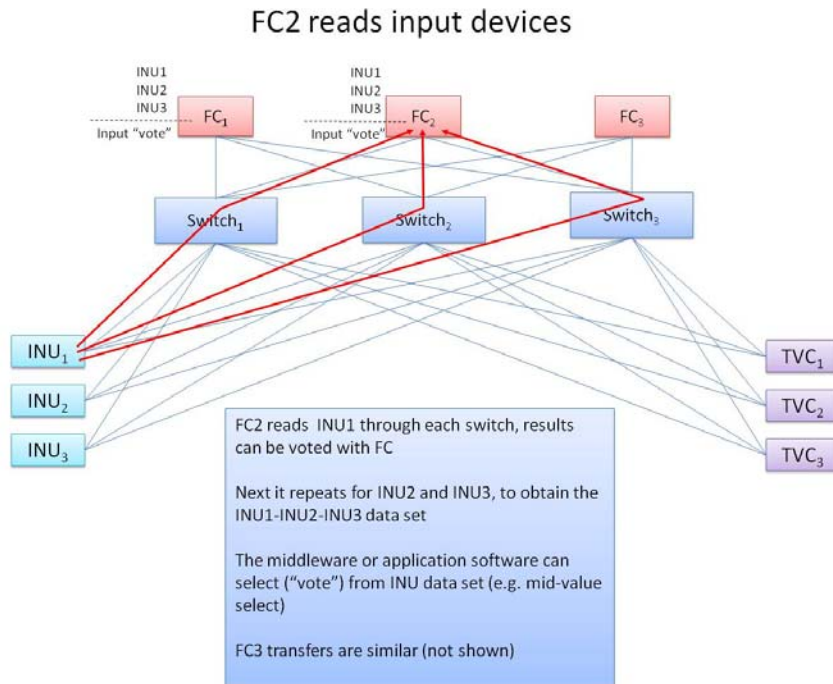 FC2 reads input devices
INU1
INU2
INU3
Input “vote”
FC₁
INU1
INU2
INU3
Input “vote”
FC₂
FC₃
Switch₁
Switch₂
Switch₃
INU₁
INU₂
INU₃
TVC₁
TVC₂
TVC₃
FC2 reads  INU1 through each switch, results
can be voted with FC
Next it repeats for INU2 and INU3, to obtain the
INU1-INU2-INU3 data set
The middleware or application software can
select (“vote”) from INU data set (e.g. mid-value
select)
FC3 transfers are similar (not shown)